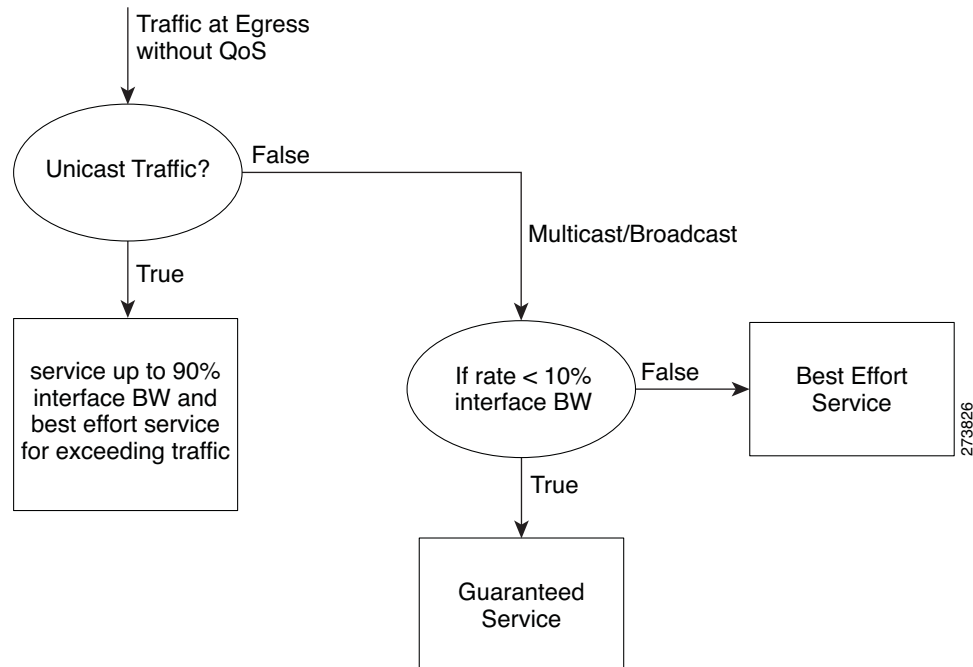 Traffic at Egress
without QoS
Unicast Traffic?
False
Multicast/Broadcast
True
service up to 90%
interface BW and
best effort service
for exceeding traffic
If rate < 10%
interface BW
False
Best Effort
Service
273826
True
Guaranteed
Service